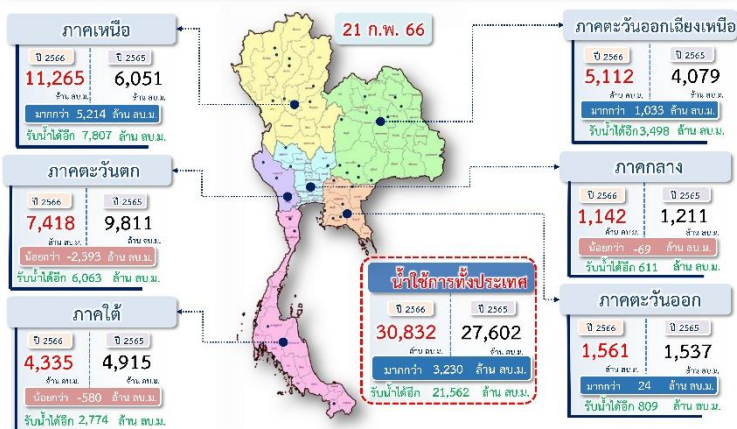 21 ก.พ. 66
ภาคเหนือ
ปี 2566 ปี 2565
11,265 6,051
ล้าน ลบ.ม. ล้าน ลบ.ม.
มากกว่า 5,214 ล้าน ลบ.ม.
รับน้ำได้อีก 7,807 ล้าน ลบ.ม.
ภาคตะวันตก
ปี 2566 ปี 2565
7,418 9,811
ล้าน ลบ.ม. ล้าน ลบ.ม.
น้อยกว่า -2,393 ล้าน ลบ.ม.
รับน้ำได้อีก 6,063 ล้าน ลบ.ม.
ภาคใต้
ปี 2566 ปี 2565
4,335 4,915
ล้าน ลบ.ม. ล้าน ลบ.ม.
น้อยกว่า -580 ล้าน ลบ.ม.
รับน้ำได้อีก 2,774 ล้าน ลบ.ม.
น้ำใช้การทั้งประเทศ
ปี 2566 ปี 2565
30,832 27,602
ล้าน ลบ.ม. ล้าน ลบ.ม.
มากกว่า 3,230 ล้าน ลบ.ม.
รับน้ำได้อีก 21,562 ล้าน ลบ.ม.
ภาคตะวันออกเฉียงเหนือ
ปี 2566 ปี 2565
5,112 4,079
ล้าน ลบ.ม. ล้าน ลบ.ม.
มากกว่า 1,033 ล้าน ลบ.ม.
รับน้ำได้อีก 3,498 ล้าน ลบ.ม.
ภาคกลาง
ปี 2566 ปี 2565
1,142 1,211
ล้าน ลบ.ม. ล้าน ลบ.ม.
น้อยกว่า -69 ล้าน ลบ.ม.
รับน้ำได้อีก 611 ล้าน ลบ.ม.
ภาคตะวันออก
ปี 2566 ปี 2565
1,561 1,537
ล้าน ลบ.ม. ล้าน ลบ.ม.
มากกว่า 24 ล้าน ลบ.ม.
รับน้ำได้อีก 809 ล้าน ลบ.ม.